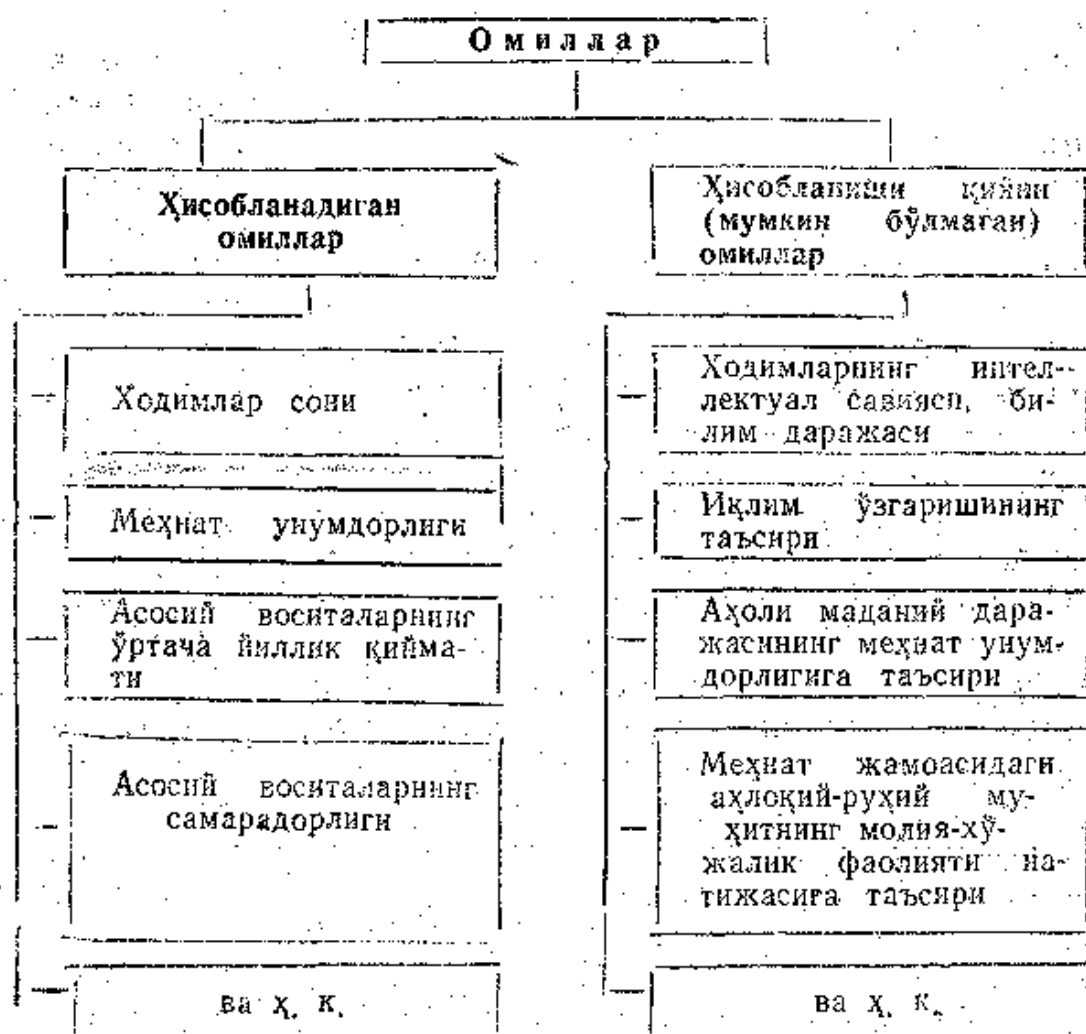 Омиллар
Ҳисобланадиган
омиллар
Ходимлар сони
Меҳнат унумдорлиги
Асосий воситаларнинг
ўртача йиллик қийма-
ти
Асосий воситаларнинг
самарадорлиги
ва ҳ. к.
Ҳисобланиши қийин
(мумкин бўлмаган)
омиллар
Ходимларнинг интел-
лектуал савияси, би-
лим даражаси
Иқлим ўзгаришининг
таъсири
Аҳоли маданий дара-
жасининг меҳнат унум-
дорлигига таъсири
Меҳнат жамоасидаги
аҳлоқий-руҳий му-
ҳитнинг молия-хў-
жалик фаолияти на-
тижасига таъсири
ва ҳ. к.